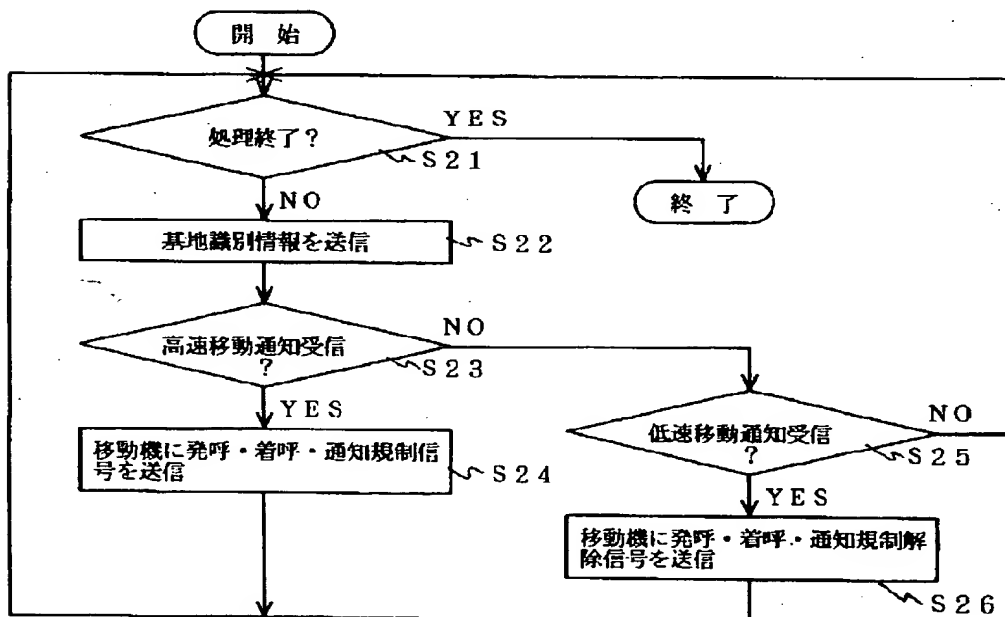 開 始
処理終了?
YES
S21
終 了
NO
基地識別情報を送信
S22
高速移動通知受信
?
NO
S23
YES
移動機に発呼・着呼・通知規制信
号を送信
S24
低速移動通知受信
?
NO
S25
YES
移動機に発呼・着呼・通知規制解
除信号を送信
S26